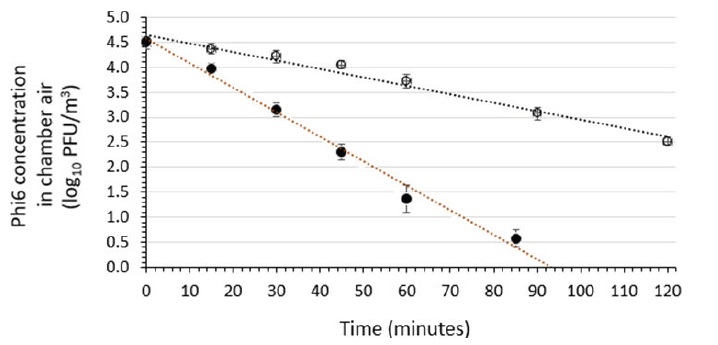 Phi6 concentration
in chamber air
(log₁₀ PFU/m³)
5.0
4.5
4.0
3.5
3.0
2.5
2.0
1.5
1.0
0.5
0.0
0 10 20 30 40 50 60 70 80 90 100 110 120
Time (minutes)